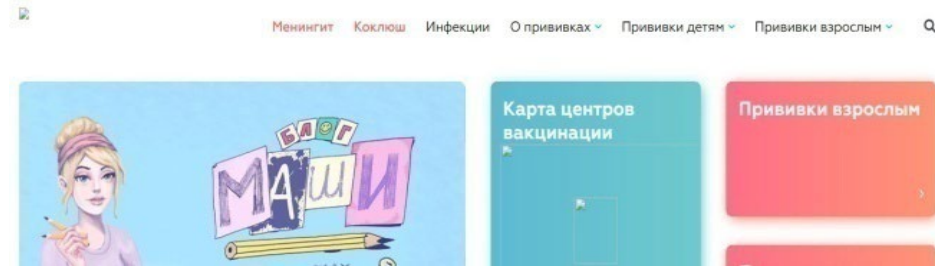 Менингит Коклюш Инфекции О прививках Прививки детям Прививки взрослым
БЛОГ
МАШИ
Карта центров
вакцинации
Прививки взрослым